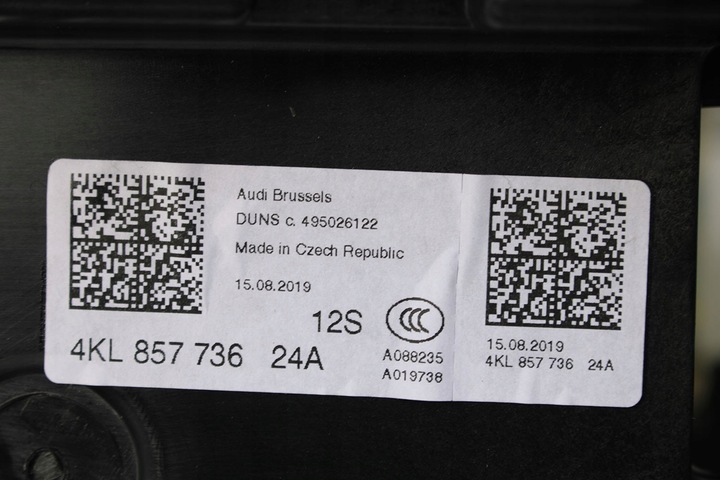 Audi Brussels
DUNS c. 495026122
Made in Czech Republic
15.08.2019
12S
4KL 857 736 24A
A088235
A019738
15.08.2019
4KL 857 736 24A